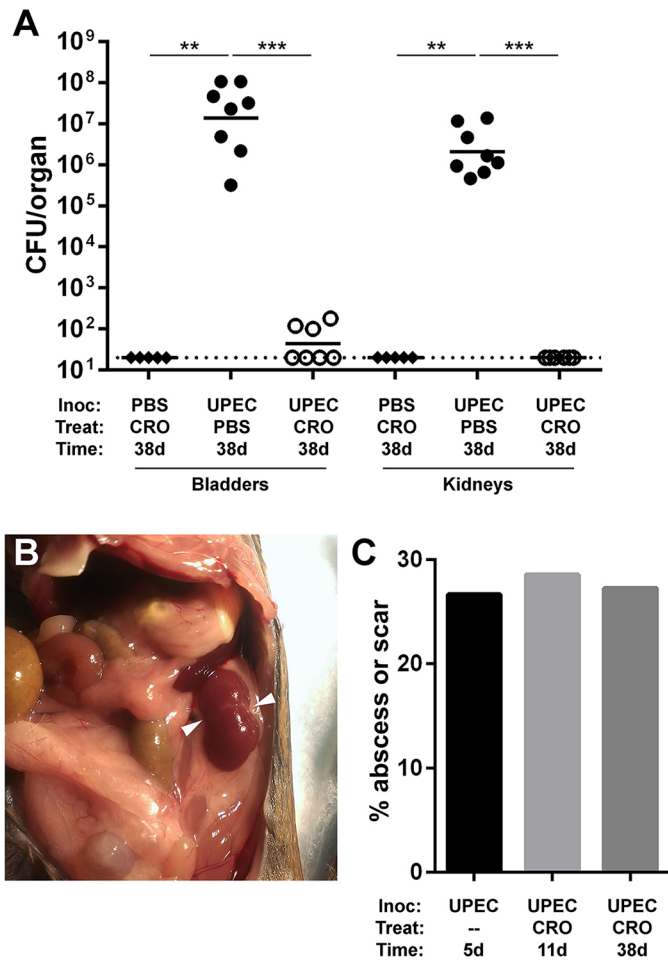 A
** *** ** ***
10⁹
10⁸
10⁷
10⁶
10⁵
10⁴
10³
10²
10¹
CFU/organ
Inoc: PBS UPEC UPEC PBS UPEC UPEC
Treat: CRO PBS CRO CRO PBS CRO
Time: 38d 38d 38d 38d 38d 38d
Bladders Kidneys
B
C
30
20
10
0
% abscess or scar
Inoc: UPEC UPEC UPEC
Treat: -- CRO CRO
Time: 5d 11d 38d